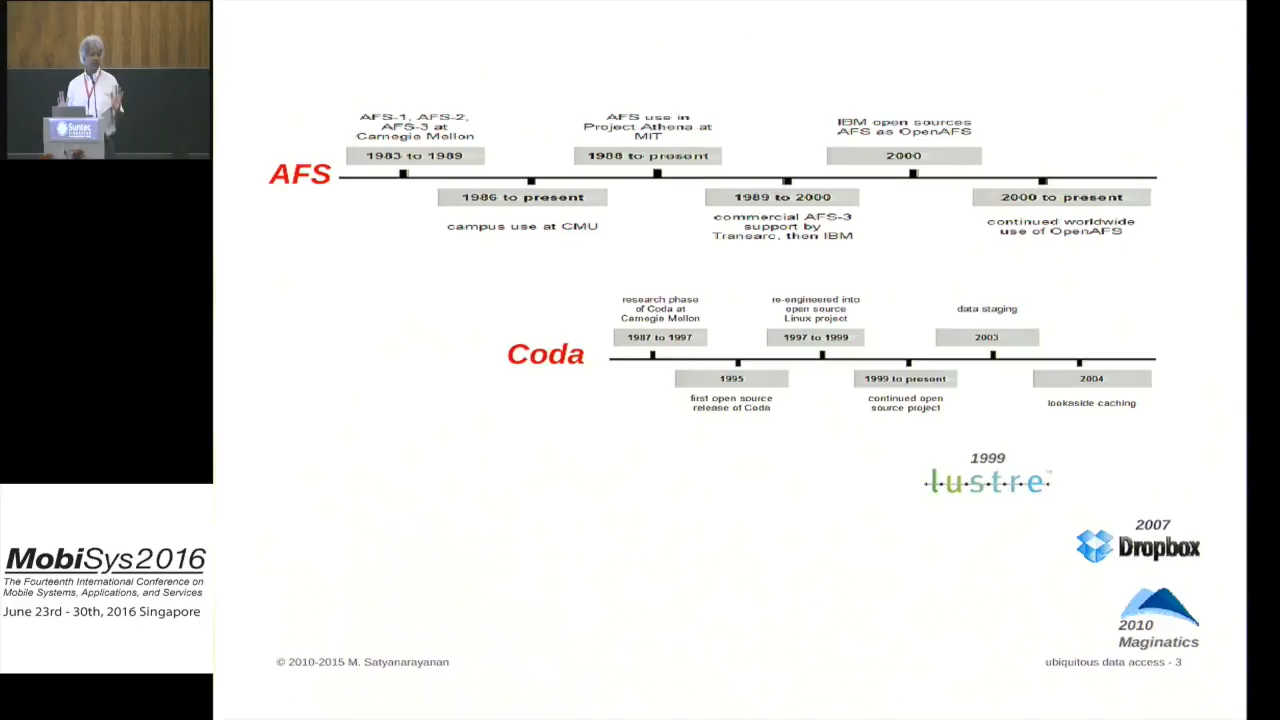 Suntec
SINGAPORE
MobiSys2016
The Fourteenth International Conference on
Mobile Systems, Applications, and Services
June 23rd - 30th, 2016 Singapore
AFS
AFS-1, AFS-2,
AFS-3 at
Carnegie Mellon
1983 to 1989
1986 to present
campus use at CMU
AFS use in
Project Athena at
MIT
1988 to present
1989 to 2000
commercial AFS-3
support by
Transarc, then IBM
IBM open sources
AFS as OpenAFS
2000
2000 to present
continued worldwide
use of OpenAFS
Coda
research phase
of Coda at
Carnegie Mellon
1987 to 1997
1995
first open source
release of Coda
re-engineered into
open source
Linux project
1997 to 1999
1999 to present
continued open
source project
data staging
2003
2004
lookaside caching
1999
lustre™
2007
Dropbox
2010
Maginatics
© 2010-2015 M. Satyanarayanan
ubiquitous data access - 3